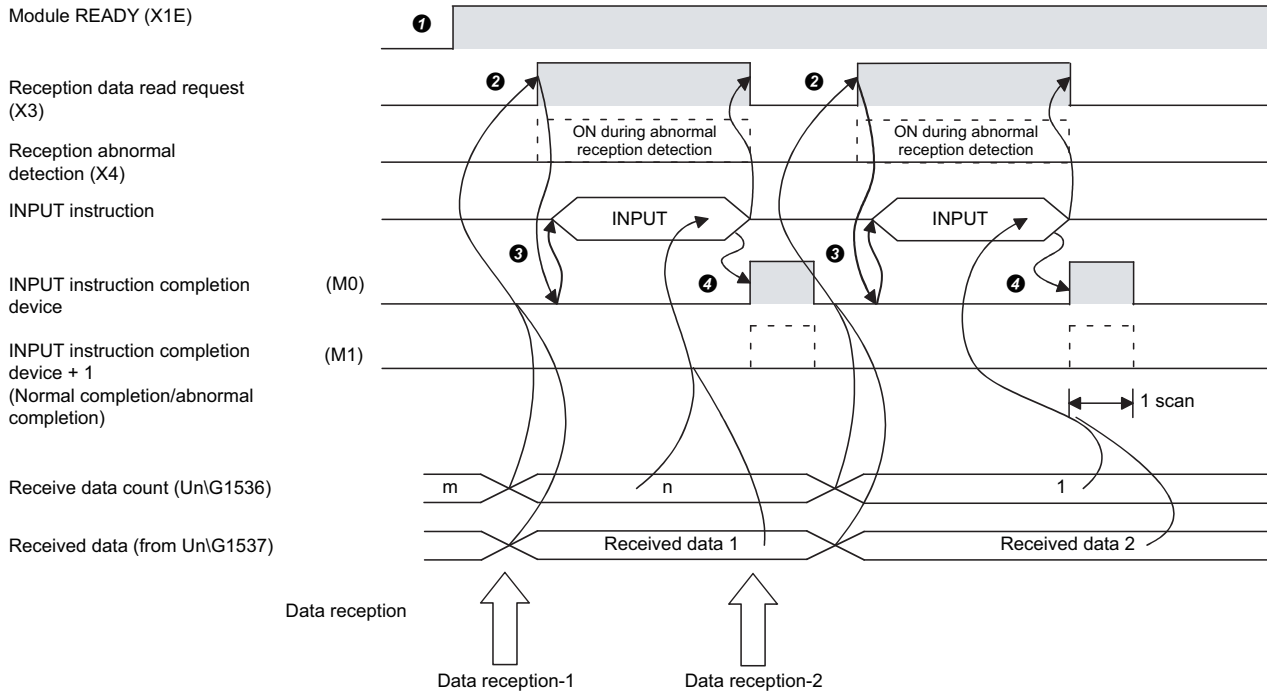 Module READY (X1E)
❶
Reception data read request
(X3)
❷
❷
Reception abnormal
detection (X4)
ON during abnormal
reception detection
ON during abnormal
reception detection
INPUT instruction
INPUT
INPUT
❸
❸
INPUT instruction completion
device
(M0)
❹
❹
INPUT instruction completion
device + 1
(Normal completion/abnormal
completion)
(M1)
1 scan
Receive data count (Un\G1536)
m
n
1
Received data (from Un\G1537)
Received data 1
Received data 2
Data reception
Data reception-1
Data reception-2